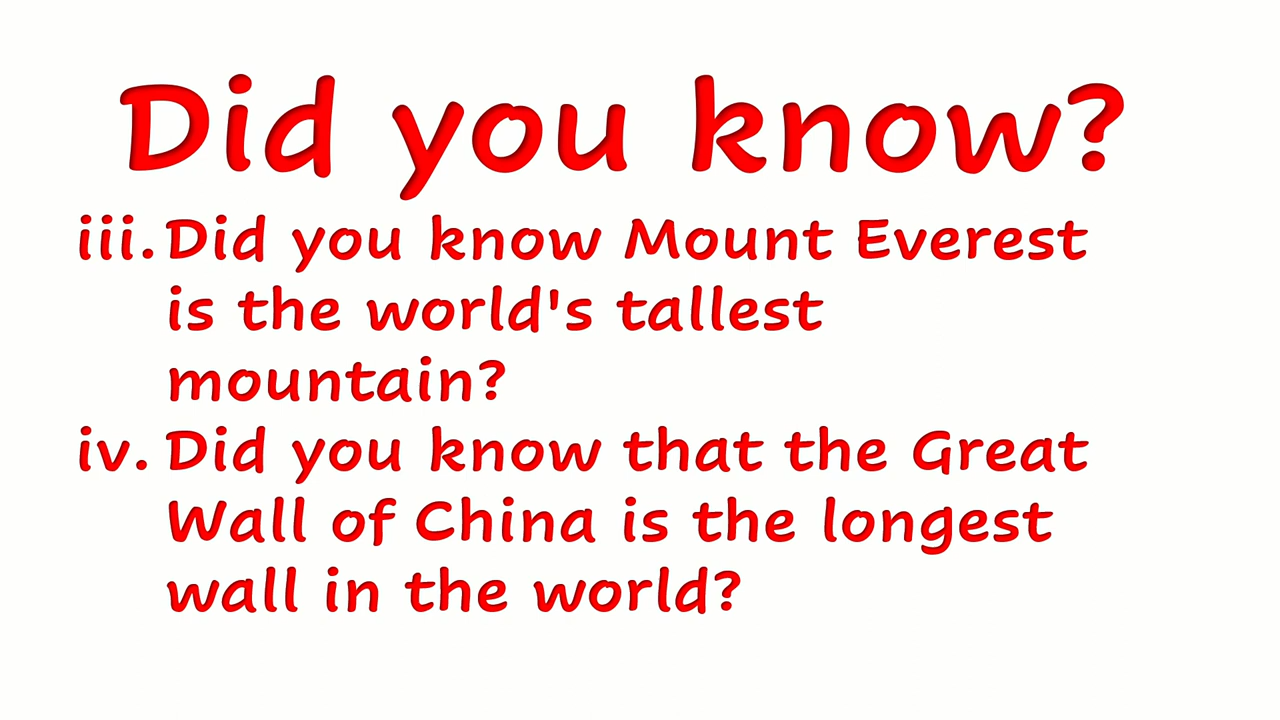 Did you know?
iii. Did you know Mount Everest
is the world's tallest
mountain?
iv. Did you know that the Great
Wall of China is the longest
wall in the world?